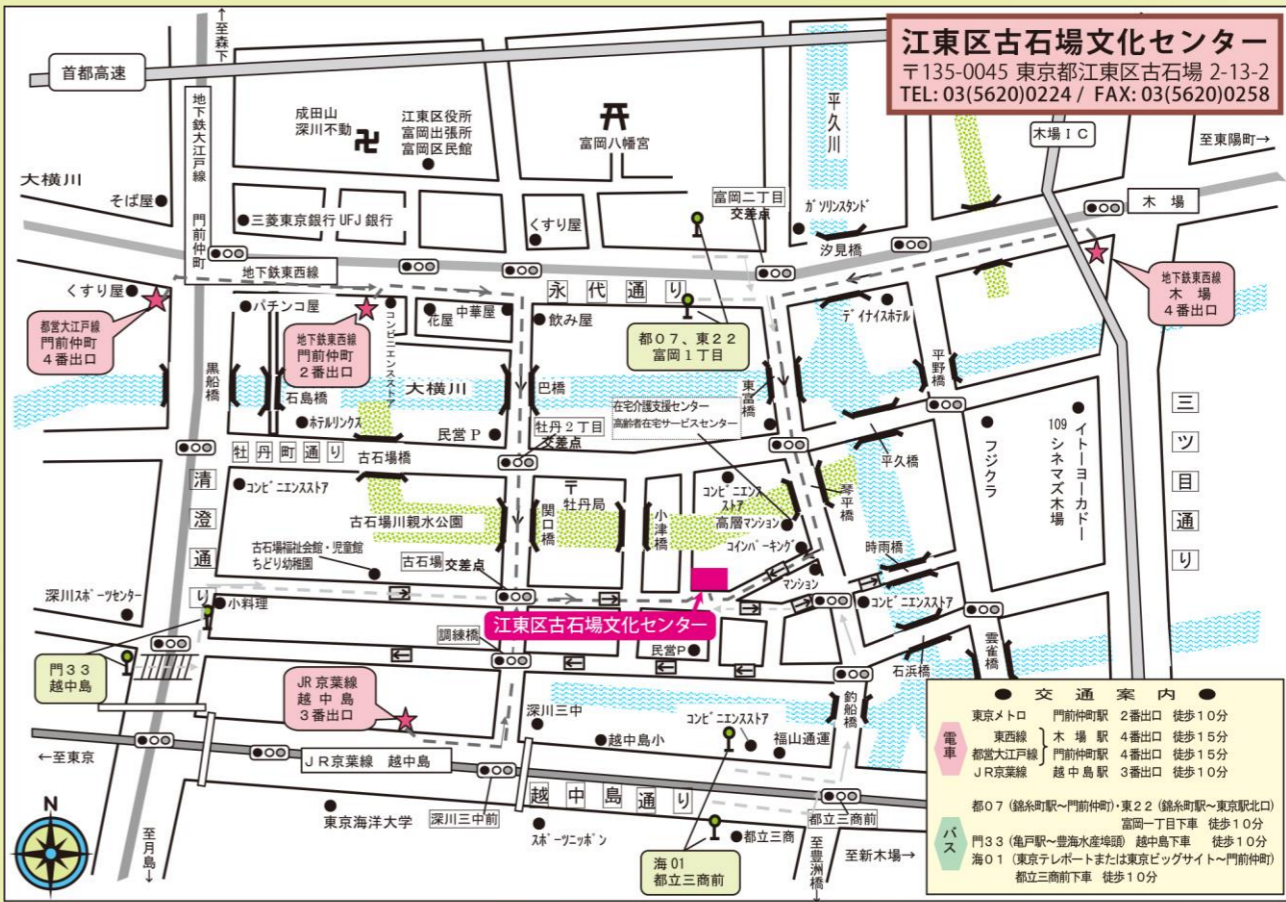 江東区古石場文化センター
〒135-0045 東京都江東区古石場 2-13-2
TEL: 03(5620)0224 / FAX: 03(5620)0258
←至森下
首都高速
地下鉄大江戸線 門前仲町
成田山
深川不動
江東区役所
富岡出張所
富岡区民館
富岡八幡宮
平久川
木場IC
至東陽町→
大横川
そば屋
三菱東京銀行 UFJ 銀行
くすり屋
富岡二丁目
交差点
ガソリンスタンド
汐見橋
木 場
地下鉄東西線
永代通り
くすり屋
都営大江戸線
門前仲町
4番出口
パチンコ屋
地下鉄東西線
門前仲町
2番出口
コンビニエンスストア
花屋
中華屋
飲み屋
都07、東22
富岡1丁目
デイナイスホテル
地下鉄東西線
木 場
4番出口
黒船橋
石島橋
大横川
巴橋
東富橋
平野橋
ホテルリンクス
民営P
牡丹2丁目
交差点
在宅介護支援センター
高齢者在宅サービスセンター
牡丹町通り
古石場橋
平久橋
フジクラ
イトーヨーカドー
109シネマズ木場
三ツ目通り
清澄通り
コンビニエンスストア
古石場川親水公園
関口橋
〒
牡丹局
小津橋
コンビニエンス
ストア
高層マンション
コインパーキング
琴平橋
時雨橋
古石場福祉会館・児童館
ちどり幼稚園
古石場 交差点
マンション
コンビニエンスストア
深川スポーツセンター
小料理
江東区古石場文化センター
調練橋
民営P
石浜橋
雲雀橋
門33
越中島
JR京葉線
越中島
3番出口
深川三中
越中島小
コンビニエンスストア
福山通運
釣船橋
←至東京
JR京葉線 越中島
越中島通り
東京海洋大学
深川三中前
スポーツニッポン
都立三商
都立三商前
至新木場→
海01
都立三商前
至月島→
至豊洲橋→
N
● 交通案内 ●
電車
東京メトロ 門前仲町駅 2番出口 徒歩10分
東西線 木場駅 4番出口 徒歩15分
都営大江戸線 門前仲町駅 4番出口 徒歩15分
JR京葉線 越中島駅 3番出口 徒歩10分
バス
都07(錦糸町駅~門前仲町)・東22(錦糸町駅~東京駅北口)
富岡一丁目下車 徒歩10分
門33(亀戸駅~豊海水産埠頭) 越中島下車 徒歩10分
海01(東京テレポートまたは東京ビッグサイト~門前仲町)
都立三商前下車 徒歩10分